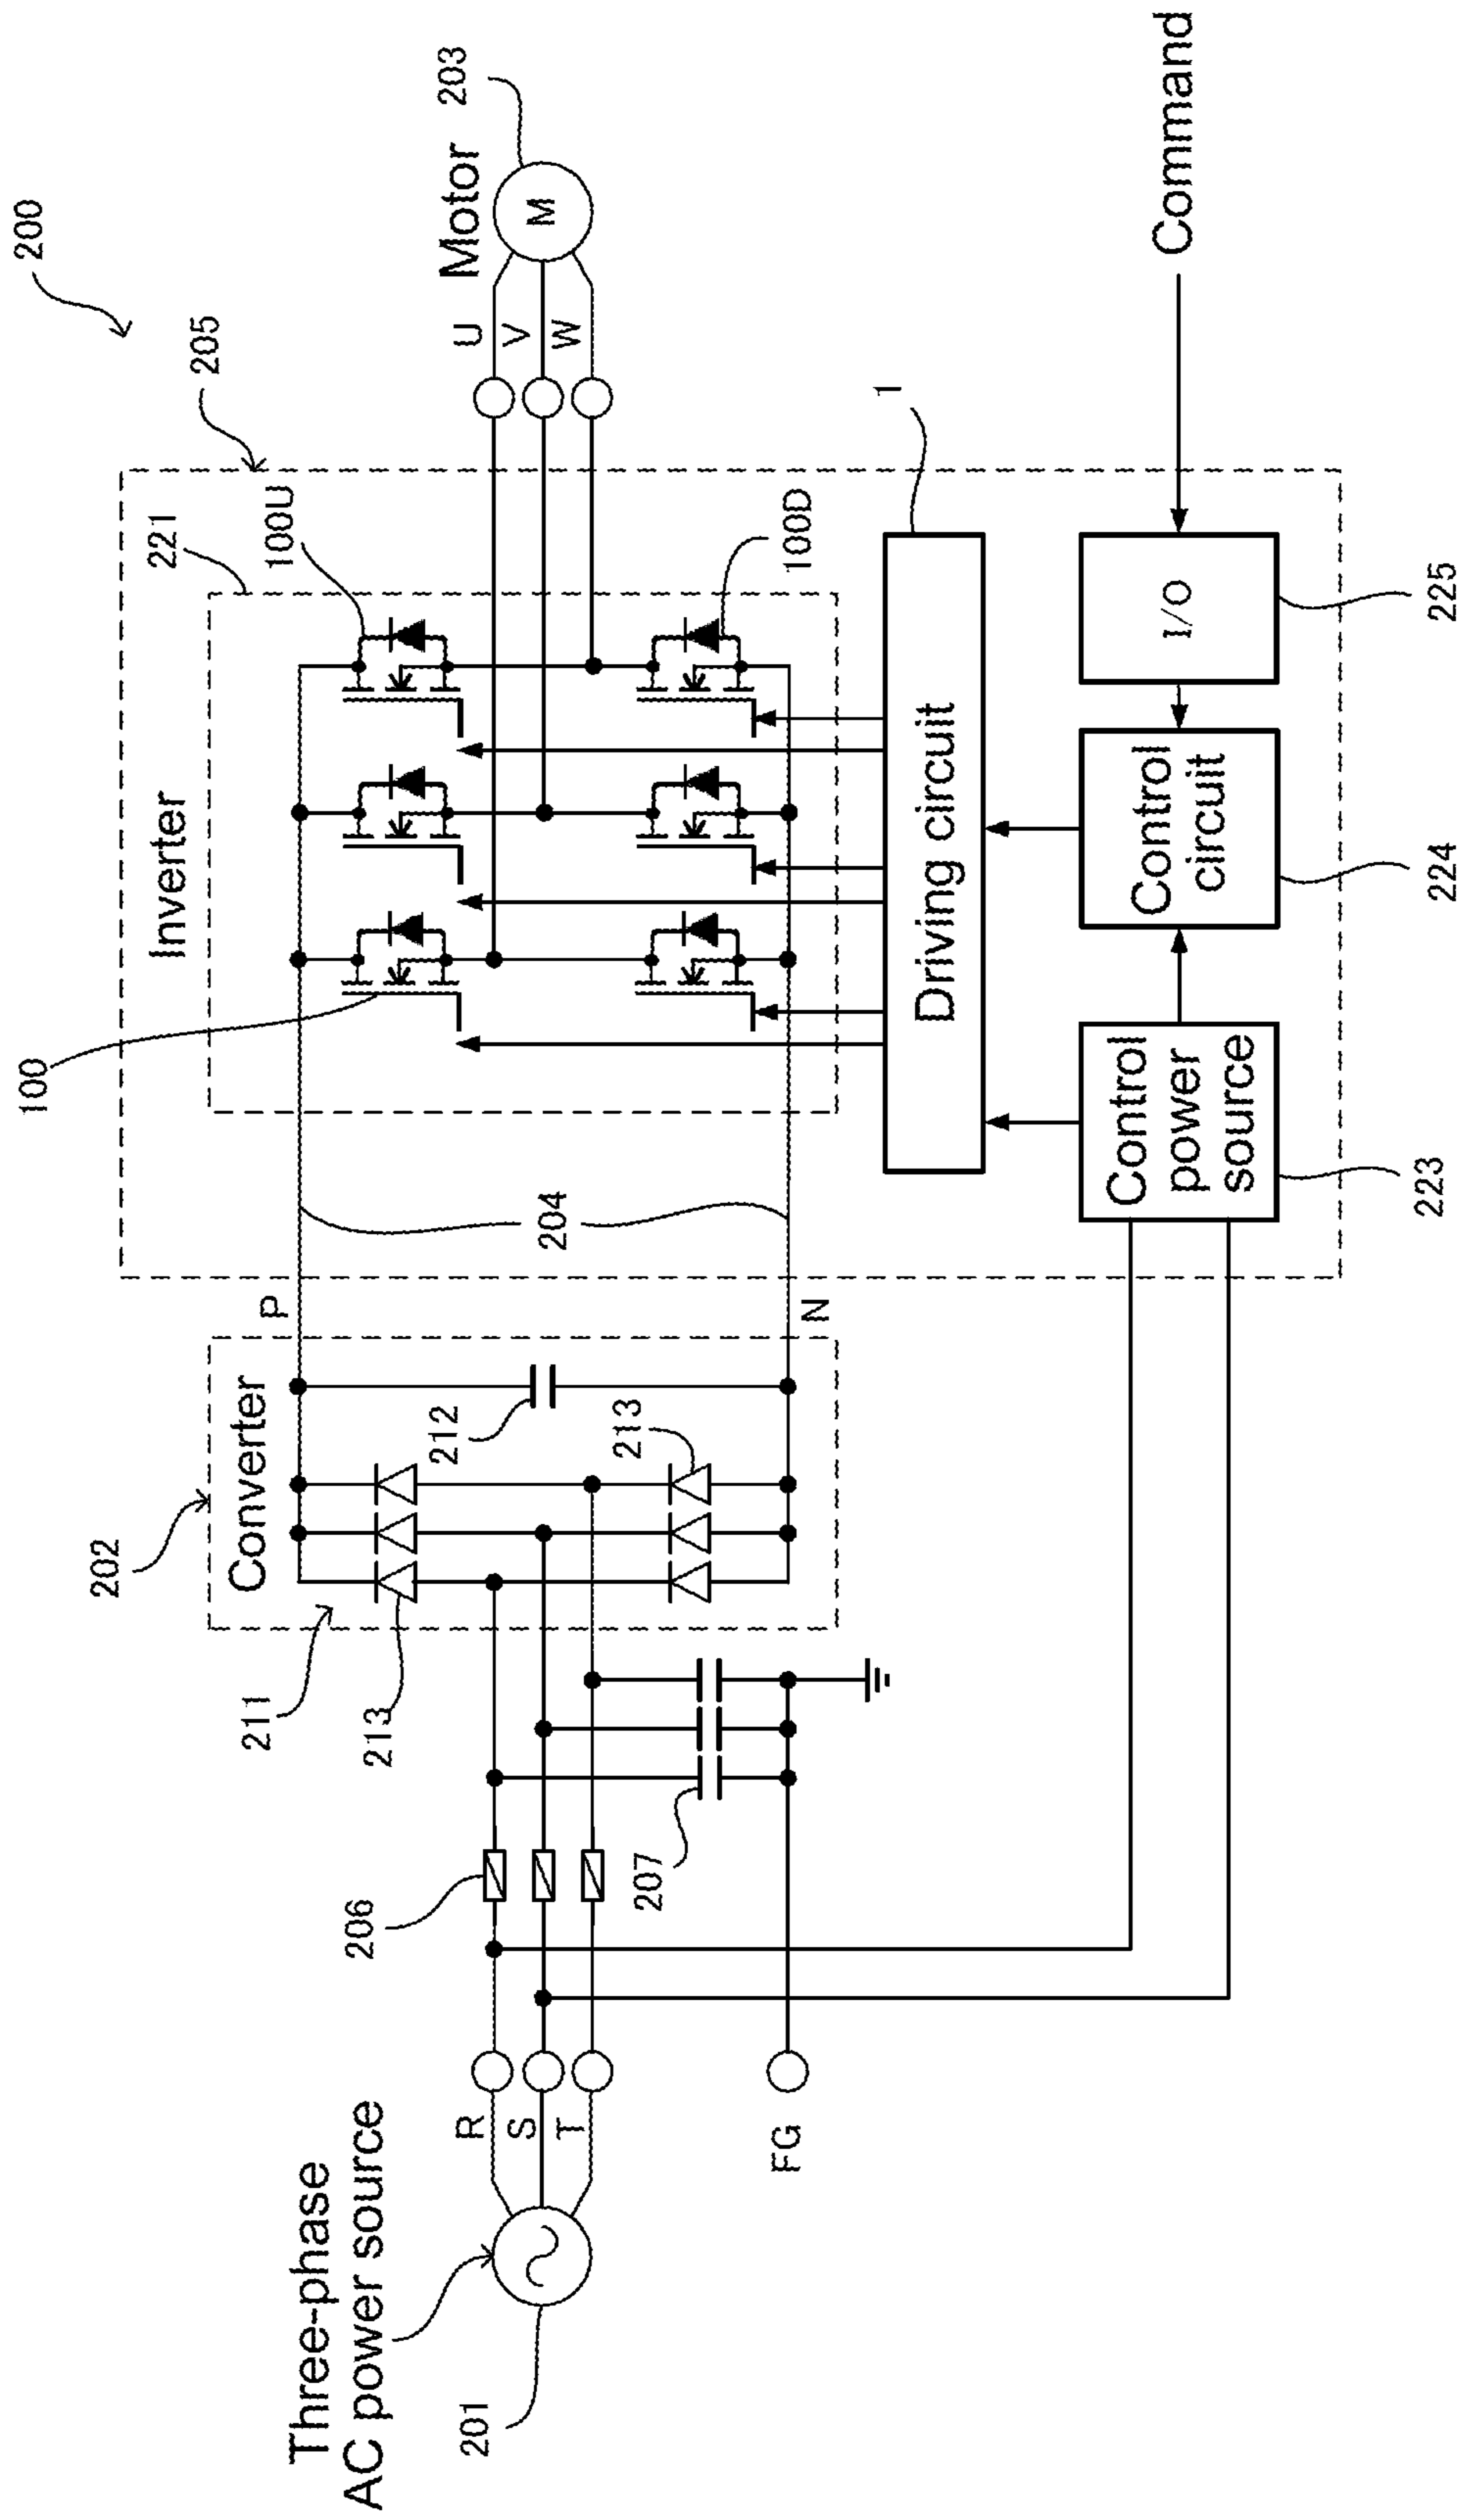 200
205
Inverter
221
100U
100
Motor
203
U
V
W
M
100D
1
Driving circuit
204
P
N
Converter
202
211
213
212
213
206
207
Three-phase
AC power source
201
R
S
T
FG
Control
power
source
223
Control
circuit
224
I/O
225
Command